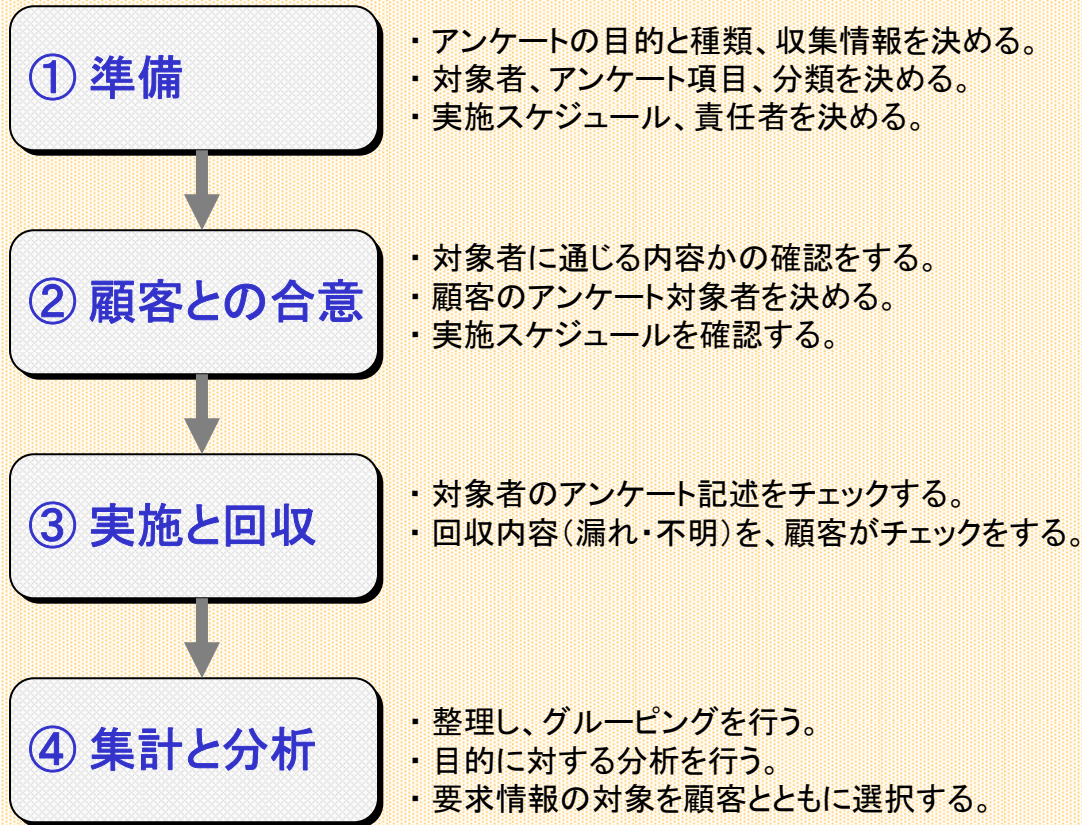 ① 準備
・ アンケートの目的と種類、収集情報を決める。
・ 対象者、アンケート項目、分類を決める。
・ 実施スケジュール、責任者を決める。
② 顧客との合意
・ 対象者に通じる内容かの確認をする。
・ 顧客のアンケート対象者を決める。
・ 実施スケジュールを確認する。
③ 実施と回収
・ 対象者のアンケート記述をチェックする。
・ 回収内容（漏れ・不明）を、顧客がチェックをする。
④ 集計と分析
・ 整理し、グルーピングを行う。
・ 目的に対する分析を行う。
・ 要求情報の対象を顧客とともに選択する。